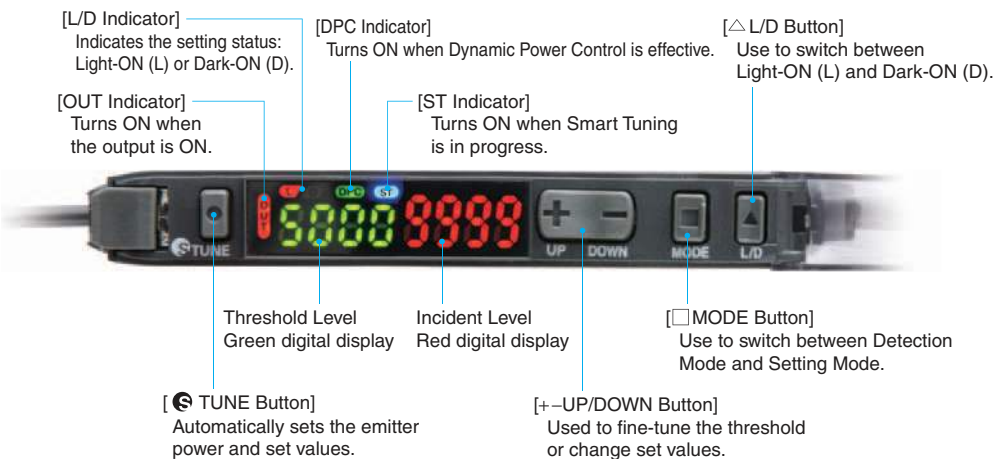 [L/D Indicator]
Indicates the setting status:
Light-ON (L) or Dark-ON (D).
[DPC Indicator]
Turns ON when Dynamic Power Control is effective.
[△ L/D Button]
Use to switch between
Light-ON (L) and Dark-ON (D).
[OUT Indicator]
Turns ON when
the output is ON.
[ST Indicator]
Turns ON when Smart Tuning
is in progress.
L
DPC
ST
OUT
5000
9999
S TUNE
UP
DOWN
MODE
L/D
Threshold Level
Green digital display
Incident Level
Red digital display
[□ MODE Button]
Use to switch between Detection
Mode and Setting Mode.
[ S TUNE Button]
Automatically sets the emitter
power and set values.
[+−UP/DOWN Button]
Used to fine-tune the threshold
or change set values.